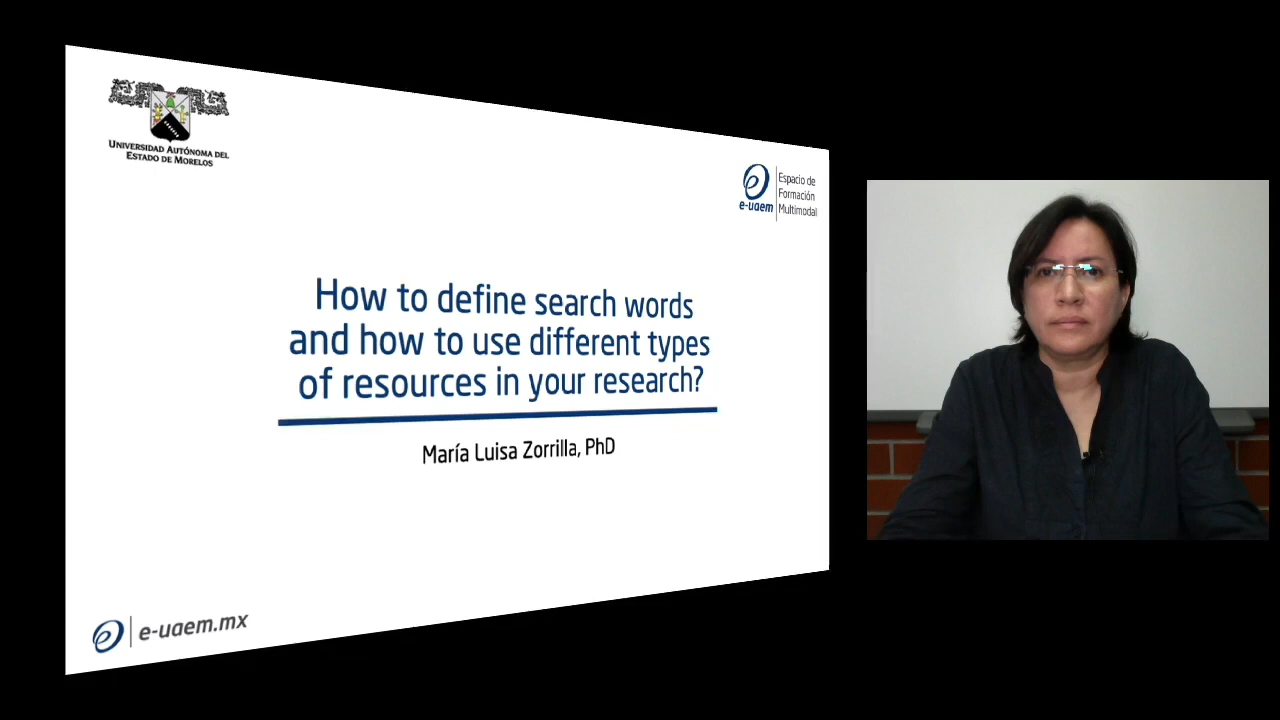 UNIVERSIDAD AUTÓNOMA DEL
ESTADO DE MORELOS
e-uaem
Espacio de
Formación
Multimodal
How to define search words
and how to use different types
of resources in your research?
María Luisa Zorrilla, PhD
e-uaem.mx